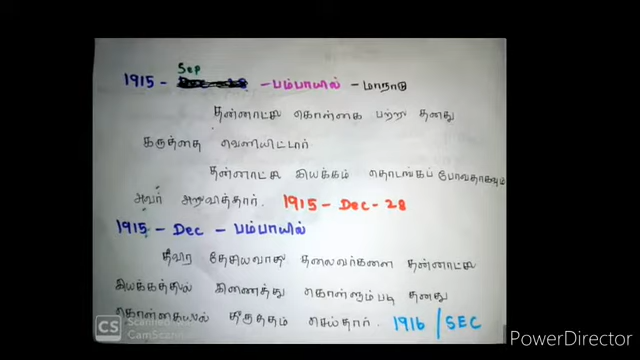 Sep
1915 - - பம்பாயில் - மாநாடு
தன்னாட்சி கொள்கை பற்றி தனது
கருத்தை வெளியிட்டார்
தன்னாட்சி இயக்கம் தொடங்கப் போவதாகவும்
அவர் அறிவித்தார். 1915 - Dec - 28
1915 - Dec - பம்பாயில்
தீவிர தேசியவாதி தலைவர்களை தன்னாட்சி
இயக்கத்தில் இணைத்து கொள்ளும்படி தனது
கொள்கையில் திருத்தம் செய்தார். 1916 / SEC
CS Scanned
CamScanner
PowerDirector